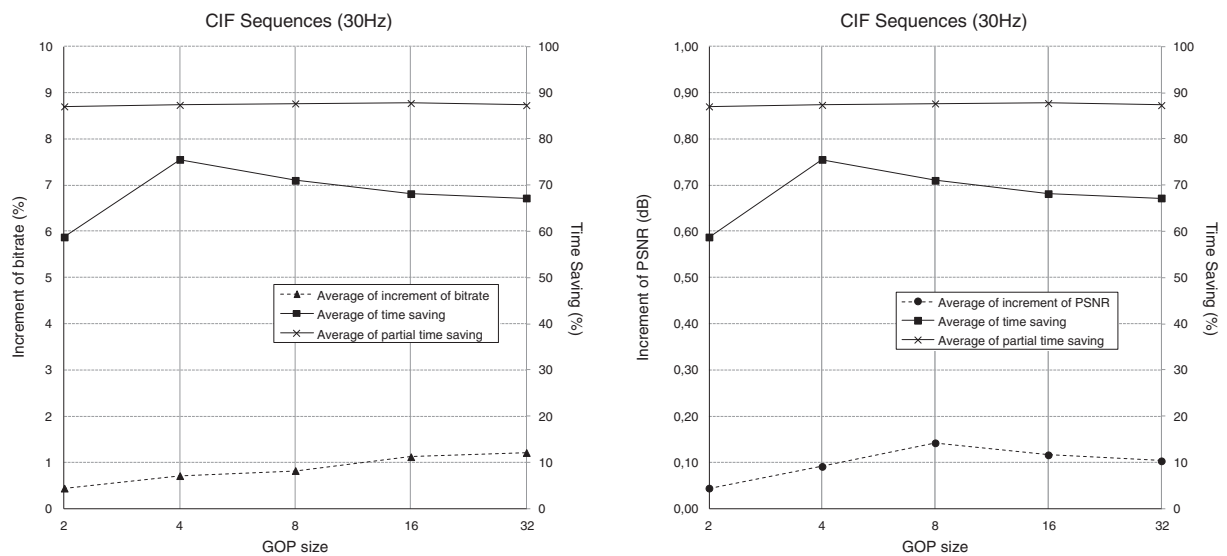 CIF Sequences (30Hz)
Increment of bitrate (%)
10
9
8
7
6
5
4
3
2
1
0
100
90
80
70
60
50
40
30
20
10
0
Time Saving (%)
Average of increment of bitrate
Average of time saving
Average of partial time saving
2 4 8 16 32
GOP size
CIF Sequences (30Hz)
Increment of PSNR (dB)
1,00
0,90
0,80
0,70
0,60
0,50
0,40
0,30
0,20
0,10
0,00
100
90
80
70
60
50
40
30
20
10
0
Time Saving (%)
Average of increment of PSNR
Average of time saving
Average of partial time saving
2 4 8 16 32
GOP size